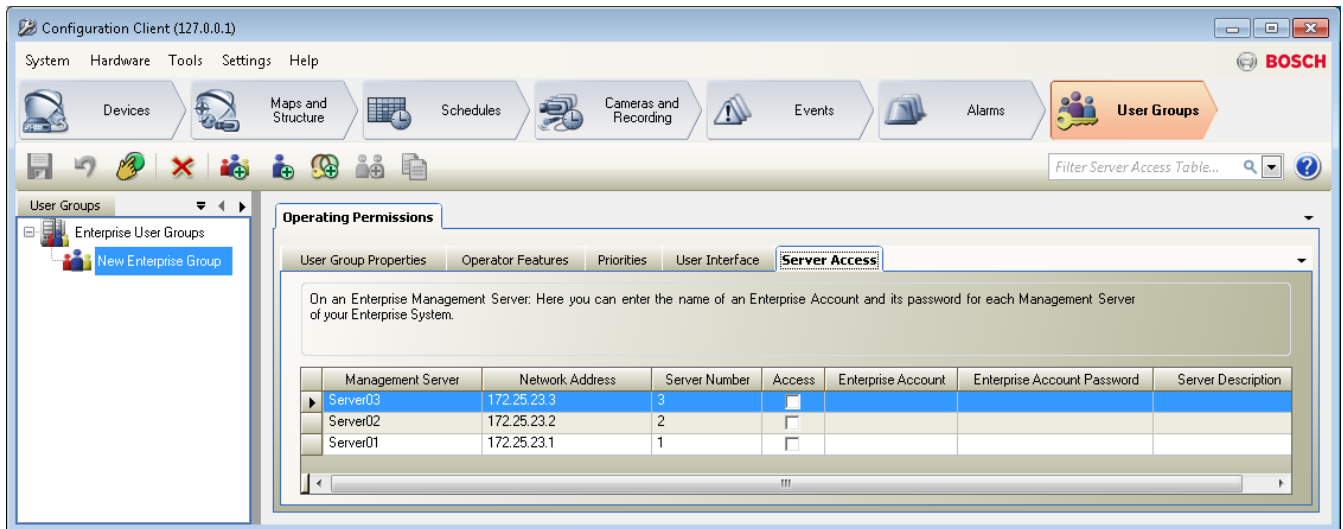 Configuration Client (127.0.0.1)
System Hardware Tools Settings Help
BOSCH
Devices
Maps and
Structure
Schedules
Cameras and
Recording
Events
Alarms
User Groups
Filter Server Access Table...
User Groups
Enterprise User Groups
New Enterprise Group
Operating Permissions
User Group Properties Operator Features Priorities User Interface Server Access
On an Enterprise Management Server: Here you can enter the name of an Enterprise Account and its password for each Management Server
of your Enterprise System.
Management Server Network Address Server Number Access Enterprise Account Enterprise Account Password Server Description
Server03 172.25.23.3 3
Server02 172.25.23.2 2
Server01 172.25.23.1 1